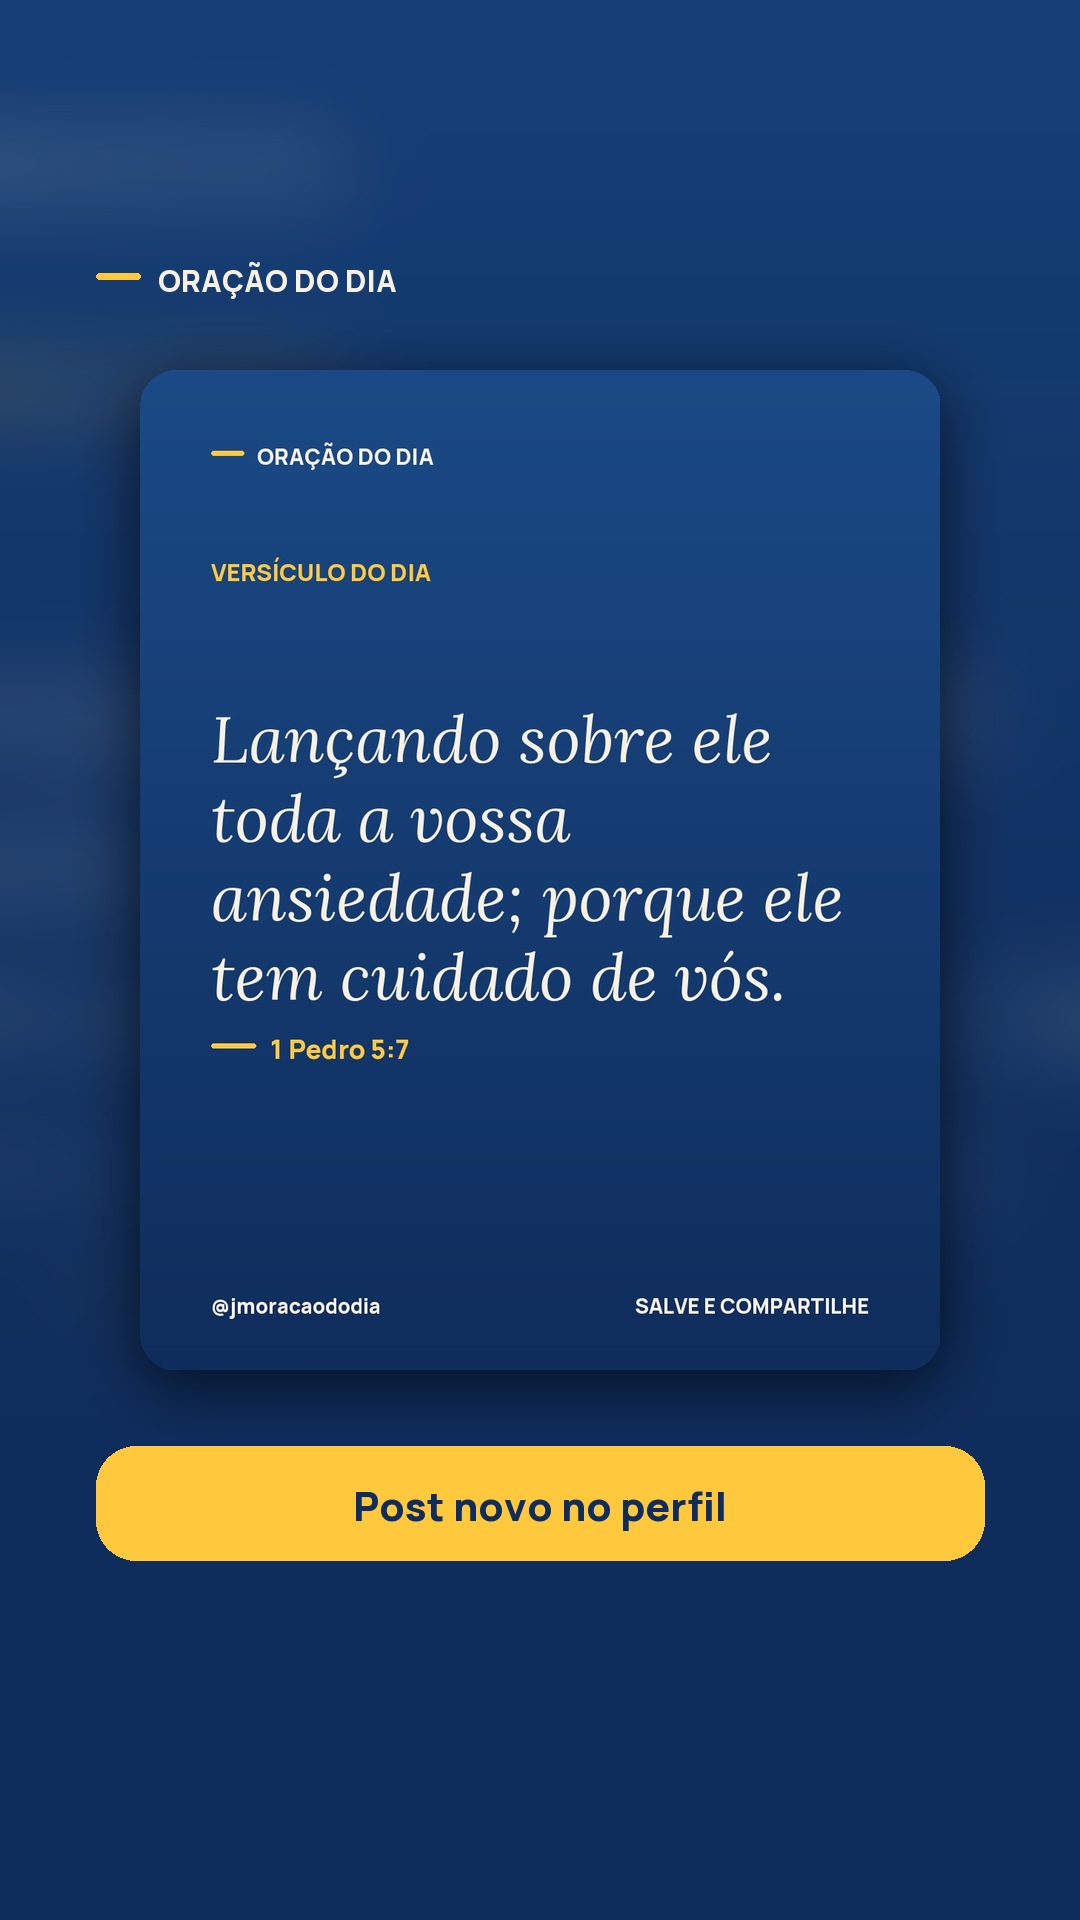 ORAÇÃO DO DIA
ORAÇÃO DO DIA
VERSÍCULO DO DIA
Lançando sobre ele
toda a vossa
ansiedade; porque ele
tem cuidado de vós.
1 Pedro 5:7
@jmoracaododia
SALVE E COMPARTILHE
Post novo no perfil